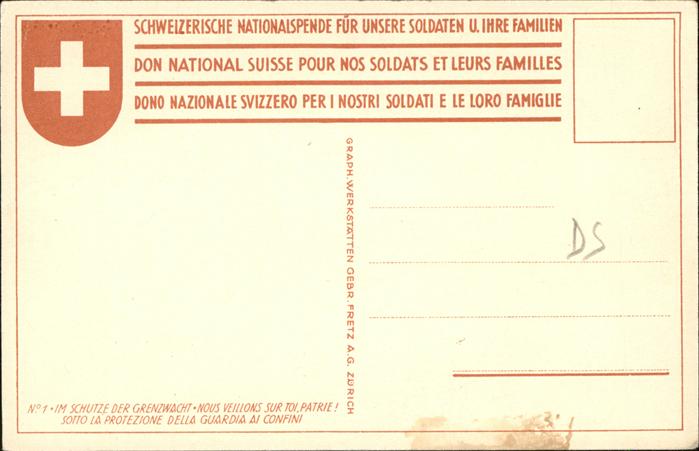 SCHWEIZERISCHE NATIONALSPENDE FÜR UNSERE SOLDATEN U. IHRE FAMILIEN
DON NATIONAL SUISSE POUR NOS SOLDATS ET LEURS FAMILLES
DONO NAZIONALE SVIZZERO PER I NOSTRI SOLDATI E LE LORO FAMIGLIE
GRAPH. WERKSTÄTTEN GEBR. FRETZ A.G. ZÜRICH
DS
No 1 • IM SCHUTZE DER GRENZWACHT • NOUS VEILLONS SUR TOI, PATRIE!
SOTTO LA PROTEZIONE DELLA GUARDIA AI CONFINI